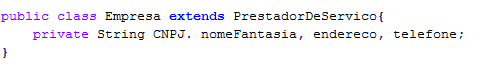 public class Empresa extends PrestadorDeServico{
    private String CNPJ. nomeFantasia, endereco, telefone;
}